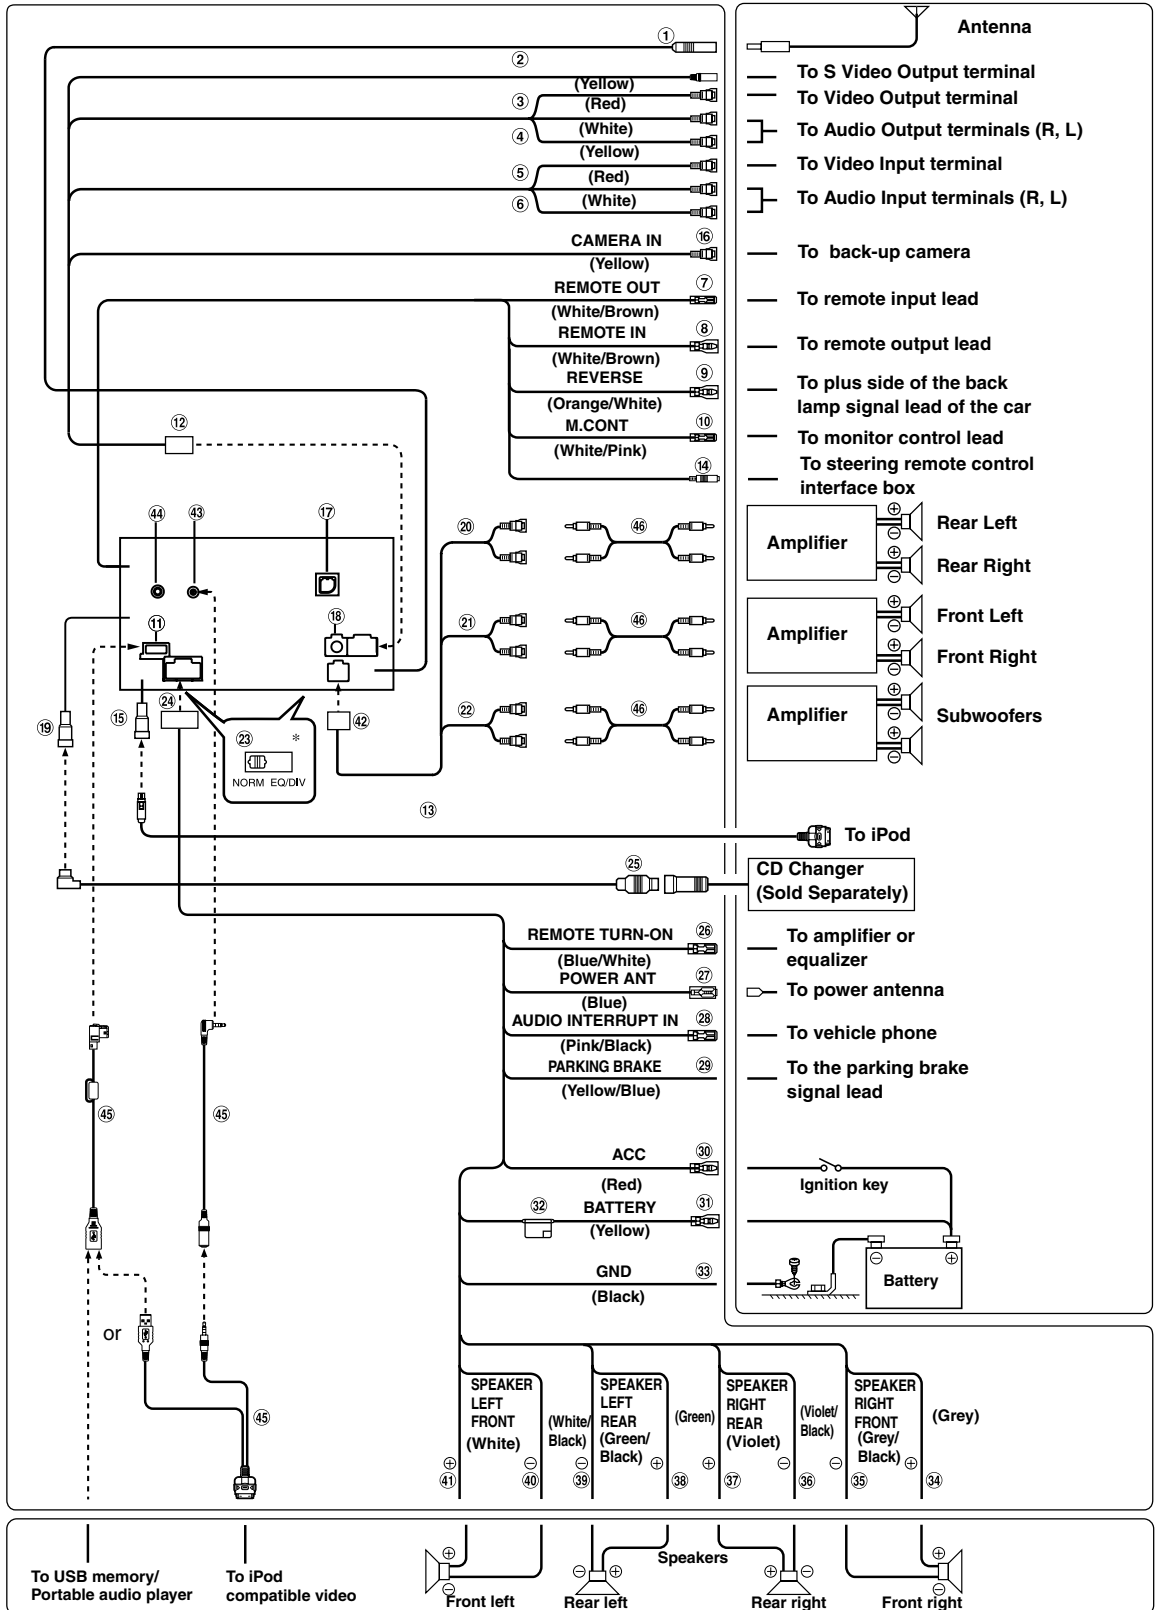 ① Antenna
② To S Video Output terminal
(Yellow)
③ To Video Output terminal
(Red)
④ (White) To Audio Output terminals (R, L)
(Yellow)
⑤ To Video Input terminal
(Red)
⑥ (White) To Audio Input terminals (R, L)
CAMERA IN ⑯ To back-up camera
(Yellow)
REMOTE OUT ⑦ To remote input lead
(White/Brown)
REMOTE IN ⑧ To remote output lead
(White/Brown)
REVERSE ⑨ To plus side of the back
(Orange/White) lamp signal lead of the car
⑫ M.CONT ⑩ To monitor control lead
(White/Pink)
⑭ To steering remote control
interface box
㊹ ㊸ ⑰ ⑳ ㊻ Amplifier ⊕ ⊖ Rear Left
⊕ ⊖ Rear Right
⑪ ⑱ ㉑ ㊻ Amplifier ⊕ ⊖ Front Left
⊕ ⊖ Front Right
⑲ ⑮ ㉔ ㊷ ㉒ ㊻ Amplifier ⊕ ⊖ Subwoofers
⊕ ⊖
㉓ *
NORM EQ/DIV
⑬
To iPod
㉕ CD Changer
(Sold Separately)
REMOTE TURN-ON ㉖ To amplifier or
(Blue/White) equalizer
POWER ANT ㉗ To power antenna
(Blue)
AUDIO INTERRUPT IN ㉘ To vehicle phone
(Pink/Black)
PARKING BRAKE ㉙ To the parking brake
(Yellow/Blue) signal lead
㊺ ㊺
ACC ㉚
(Red) Ignition key
㉜ BATTERY ㉛
(Yellow)
GND ㉝ ⊖ ⊕
(Black) Battery
or
SPEAKER
LEFT
FRONT
(White)
(White/
Black)
SPEAKER
LEFT
REAR
(Green/
Black)
(Green)
SPEAKER
RIGHT
REAR
(Violet)
(Violet/
Black)
SPEAKER
RIGHT
FRONT
(Grey/
Black)
(Grey)
㊺
⊕ ⊖ ⊖ ⊕ ⊕ ⊖ ⊖ ⊕
㊶ ㊵ ㊴ ㊳ ㊲ ㊱ ㉟ ㉞
To USB memory/
Portable audio player
To iPod
compatible video
Speakers
⊕ ⊖ Front left
⊖ ⊕ Rear left
⊕ ⊖ Rear right
⊕ ⊖ Front right